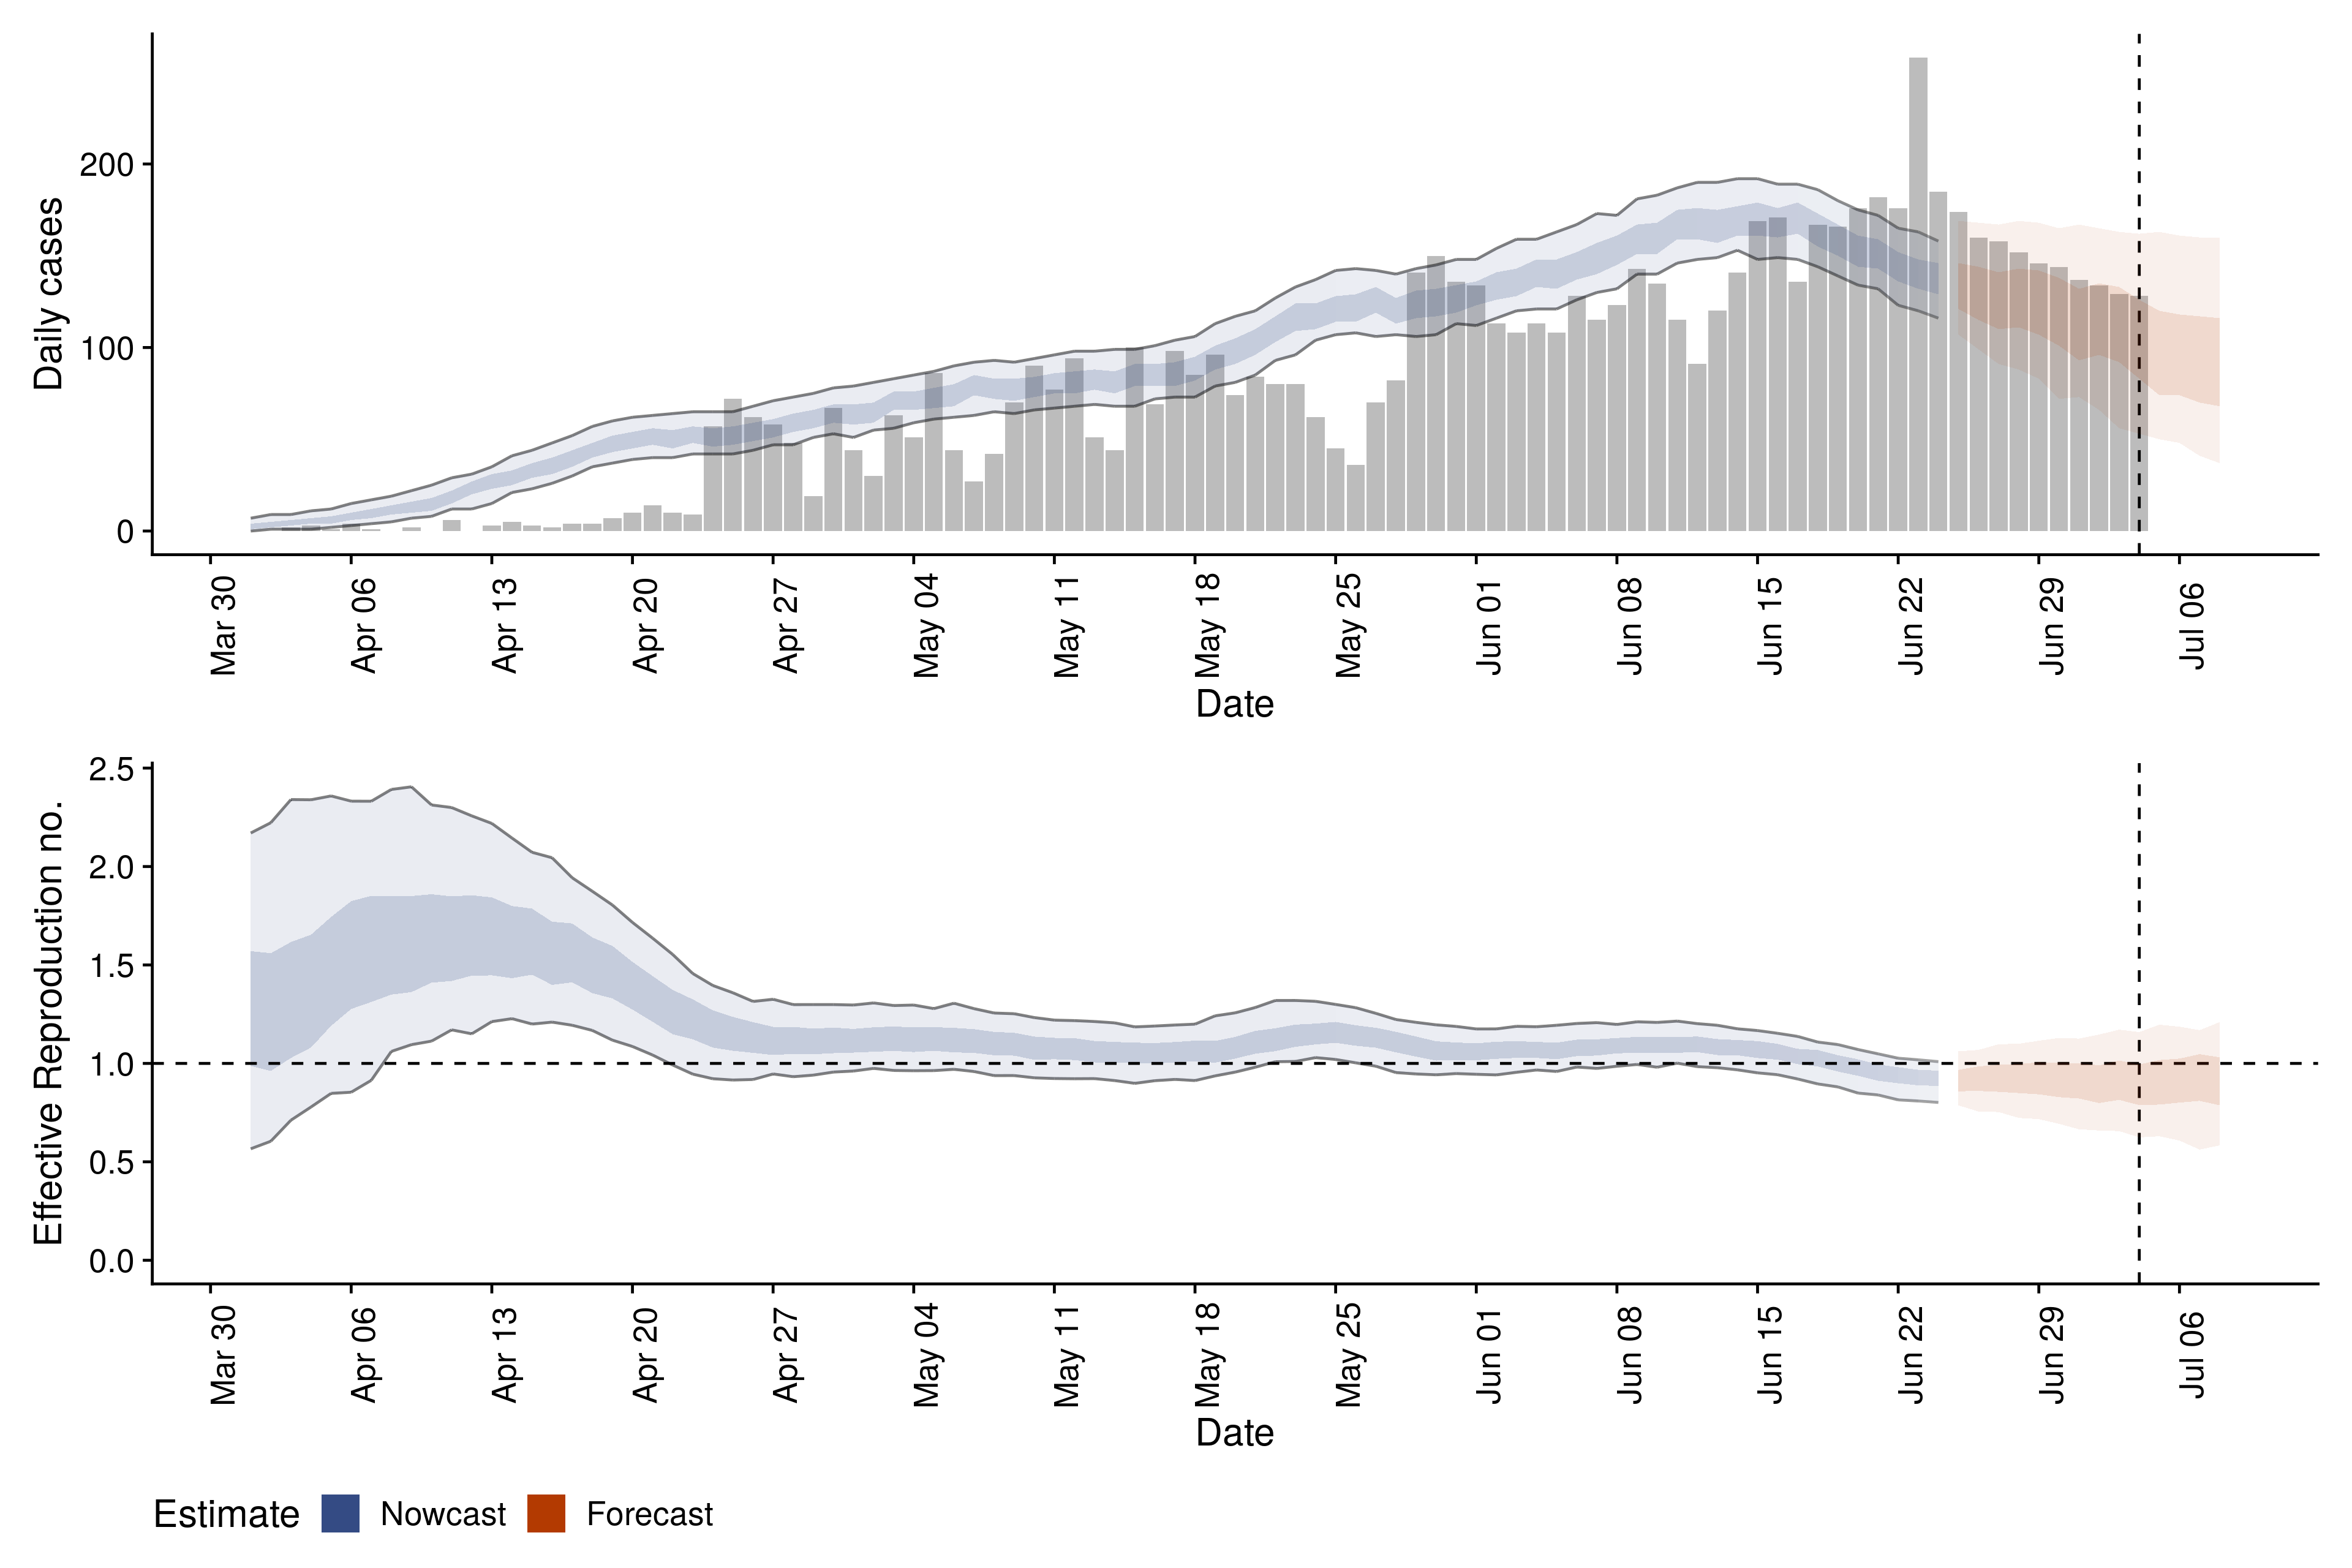 Daily cases
200
100
0
Mar 30
Apr 06
Apr 13
Apr 20
Apr 27
May 04
May 11
May 18
May 25
Jun 01
Jun 08
Jun 15
Jun 22
Jun 29
Jul 06
Date
Effective Reproduction no.
2.5
2.0
1.5
1.0
0.5
0.0
Mar 30
Apr 06
Apr 13
Apr 20
Apr 27
May 04
May 11
May 18
May 25
Jun 01
Jun 08
Jun 15
Jun 22
Jun 29
Jul 06
Date
Estimate Nowcast Forecast